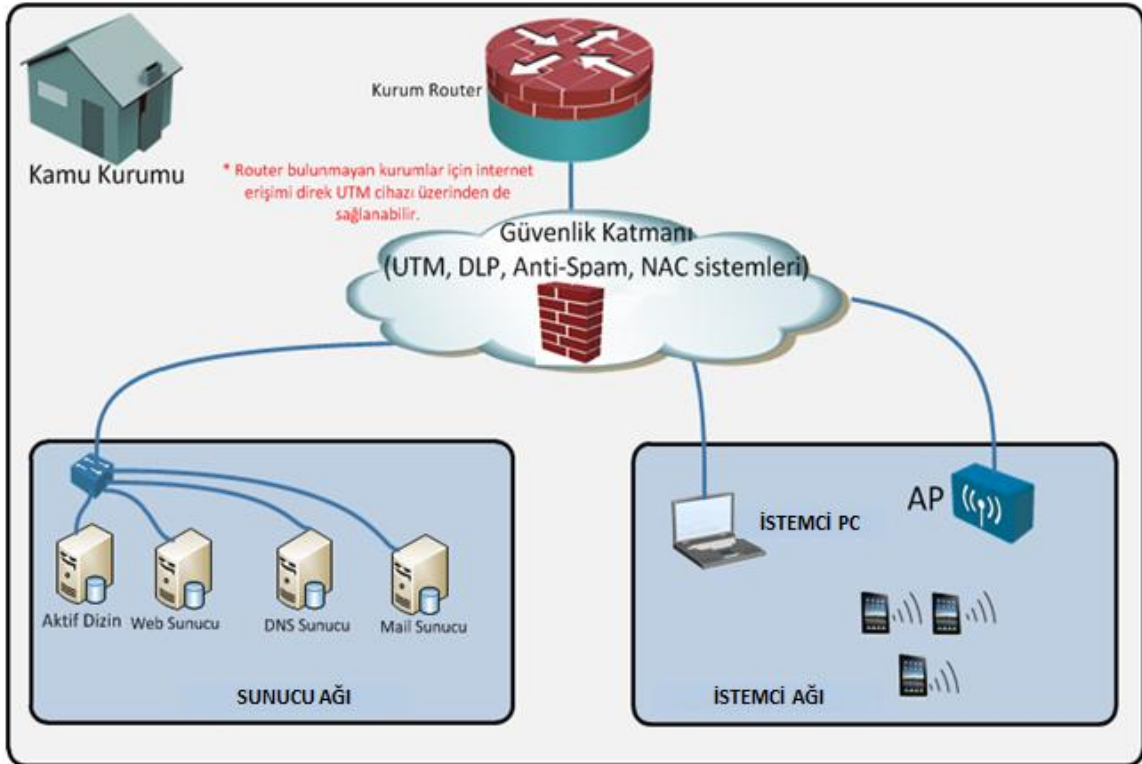 Kurum Router
Kamu Kurumu
* Router bulunmayan kurumlar için internet
erişimi direk UTM cihazı üzerinden de
sağlanabilir.
Güvenlik Katmanı
(UTM, DLP, Anti-Spam, NAC sistemleri)
Aktif Dizin
Web Sunucu
DNS Sunucu
Mail Sunucu
SUNUCU AĞI
İSTEMCİ PC
AP
İSTEMCİ AĞI